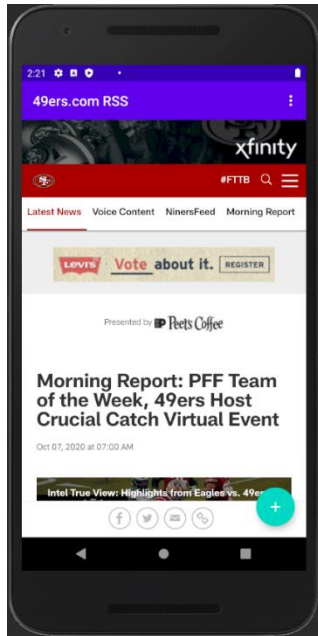 2:21
49ers.com RSS
xfinity
#FTTB
Latest News Voice Content NinersFeed Morning Report
LEVI'S Vote about it. REGISTER
Presented by Peet's Coffee
Morning Report: PFF Team
of the Week, 49ers Host
Crucial Catch Virtual Event
Oct 07, 2020 at 07:00 AM
Intel True View: Highlights from Eagles vs. 49e